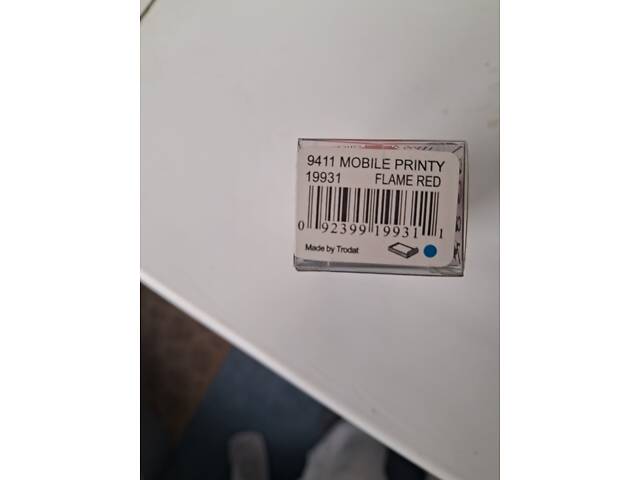 9411 MOBILE PRINTY
19931 FLAME RED
0 92399 19931 1
Made by Trodat